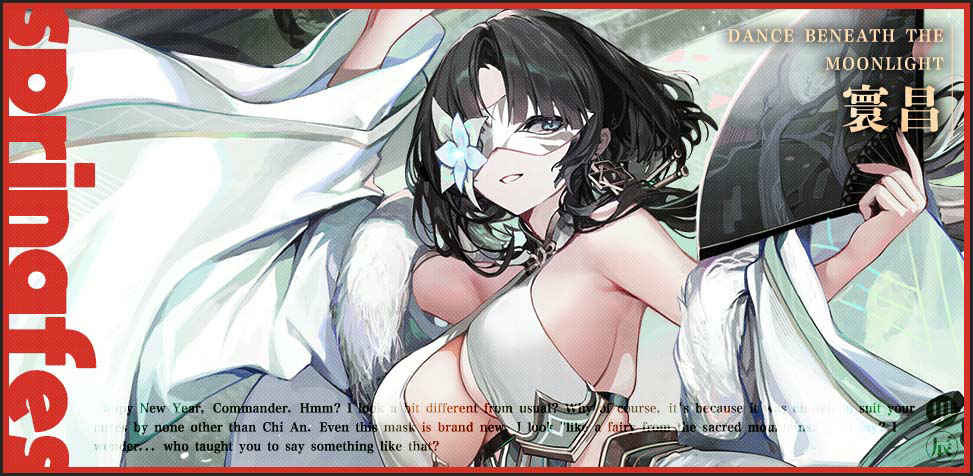 springfes
DANCE BENEATH THE
MOONLIGHT
寰昌
Happy New Year, Commander. Hmm? I look a bit different from usual? Why of course, it's because it was chosen to suit your
tastes by none other than Chi An. Even this mask is brand new. I look "like a fairy from the sacred mountains," you say? I
wonder... who taught you to say something like that?